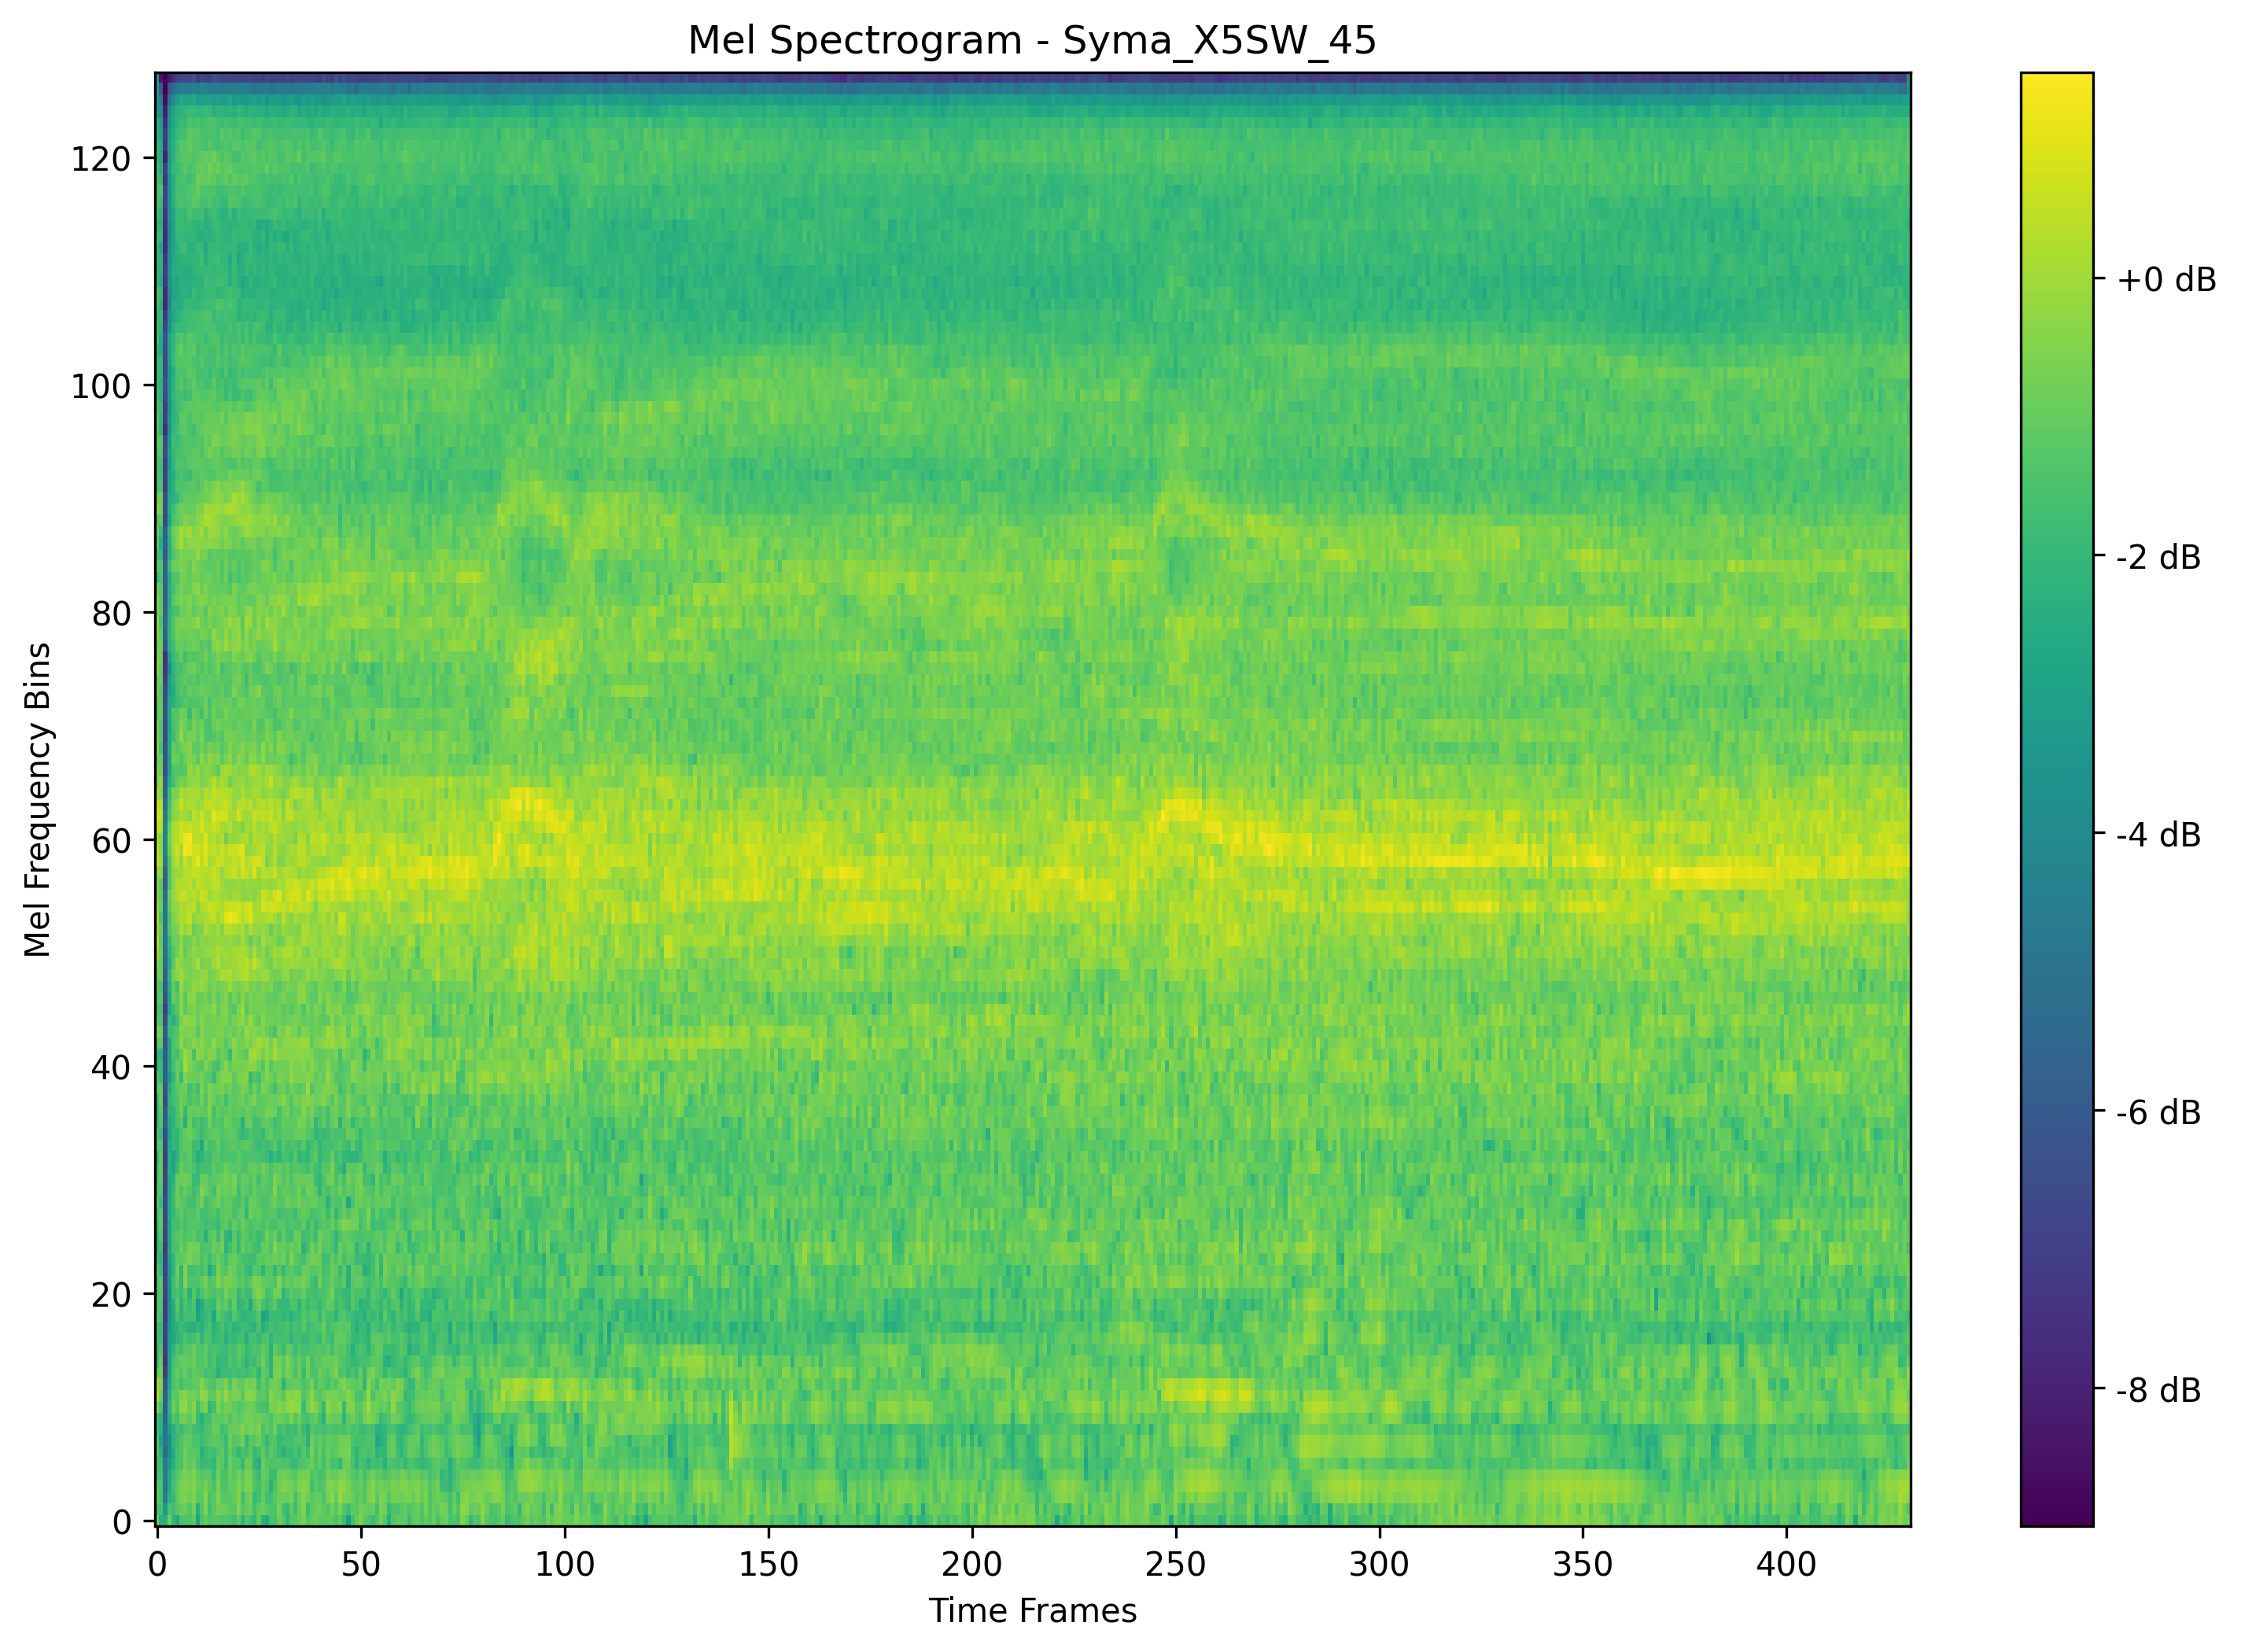 Mel Spectrogram - Syma_X5SW_45
Mel Frequency Bins
120
100
80
60
40
20
0
0 50 100 150 200 250 300 350 400
Time Frames
+0 dB
-2 dB
-4 dB
-6 dB
-8 dB